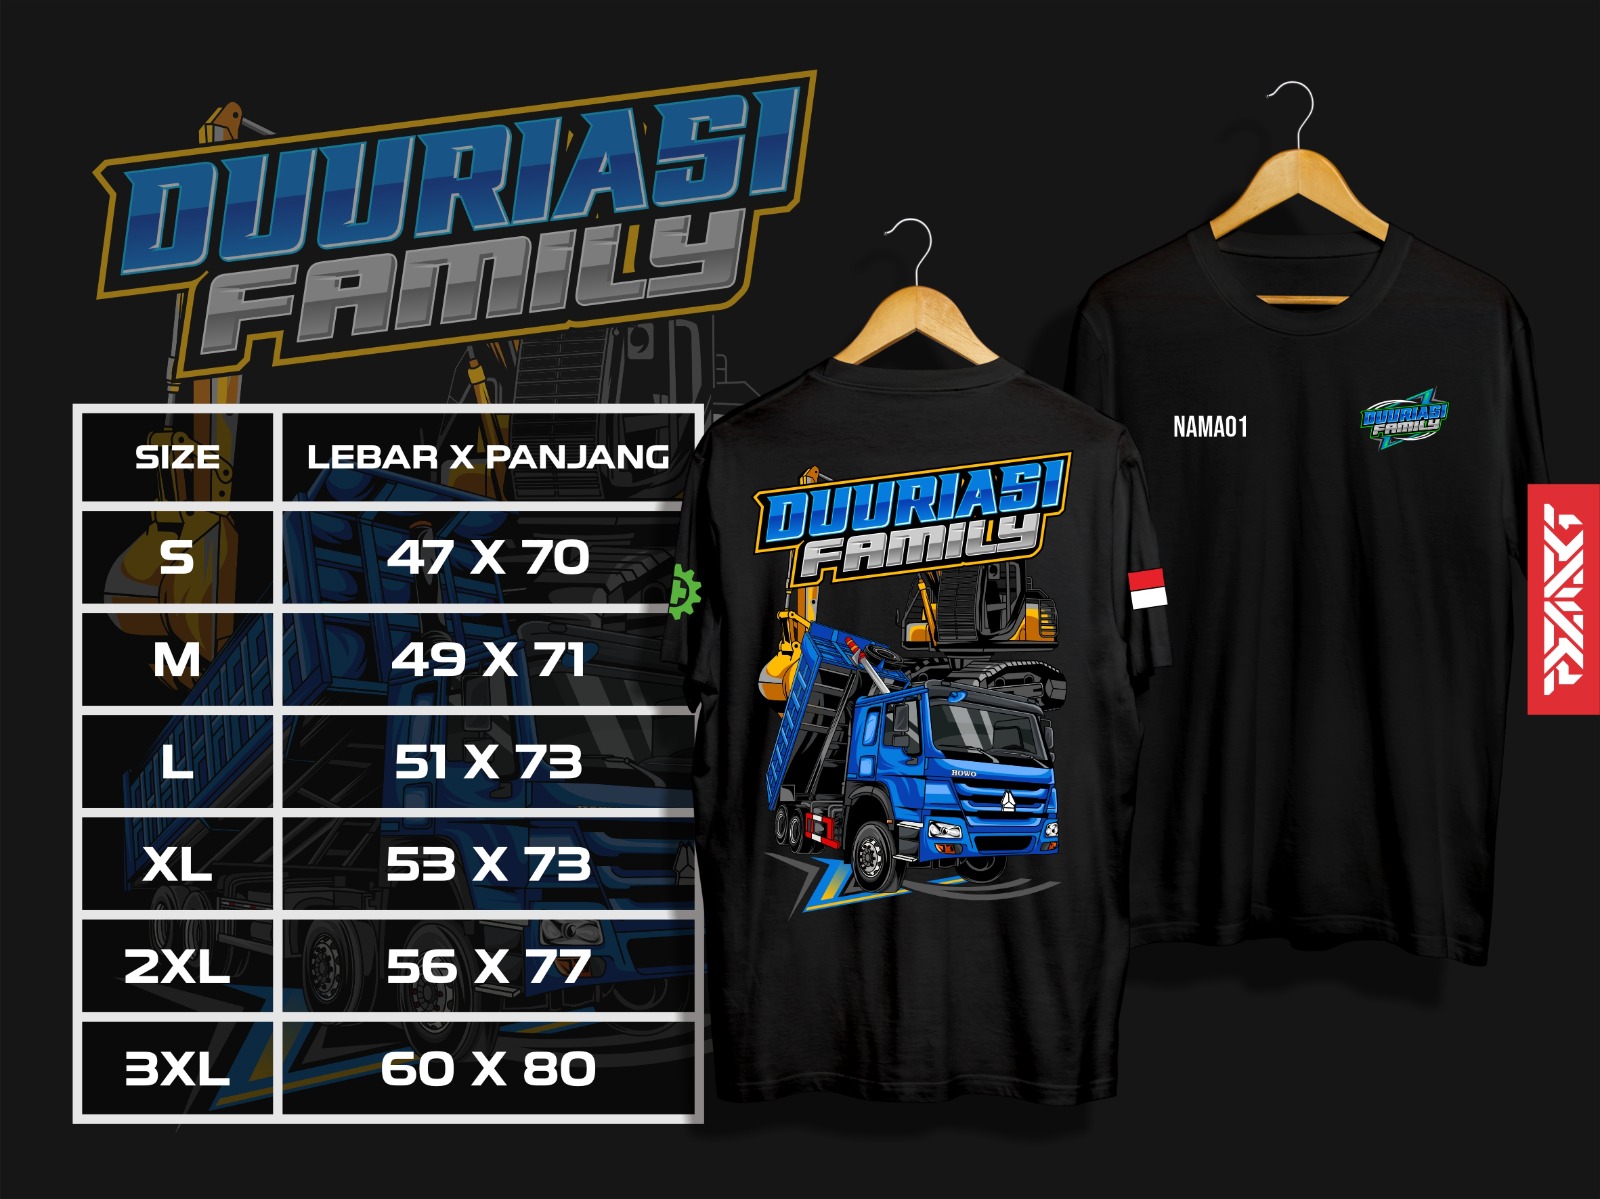 DUURIASI
FAMILY
SIZE
LEBAR X PANJANG
S
47 X 70
M
49 X 71
L
51 X 73
XL
53 X 73
2XL
56 X 77
3XL
60 X 80
DUURIASI
FAMILY
HOWO
NAMA01
DUURIASI
FAMILY